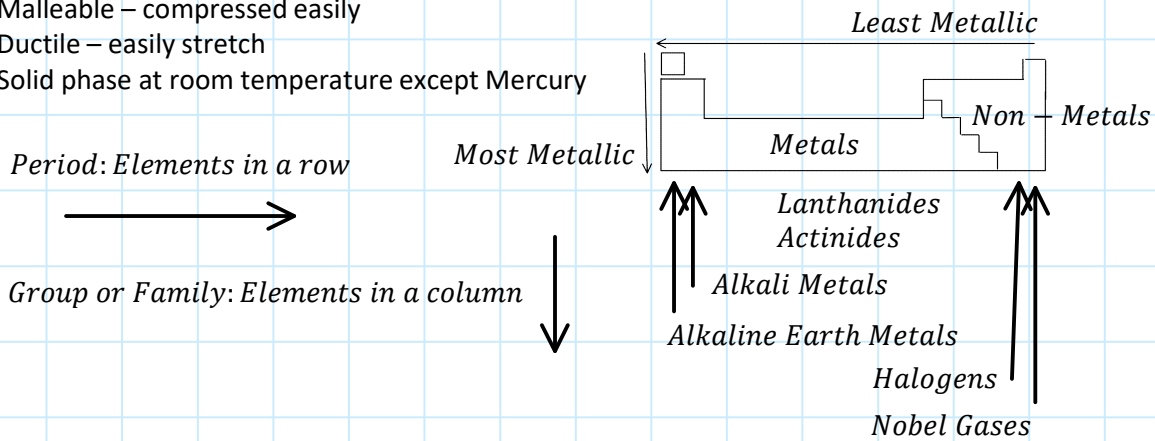 Malleable – compressed easily
Ductile – easily stretch
Solid phase at room temperature except Mercury
Least Metallic
Non – Metals
Metals
Most Metallic
Period: Elements in a row
Lanthanides
Actinides
Alkali Metals
Group or Family: Elements in a column
Alkaline Earth Metals
Halogens
Nobel Gases